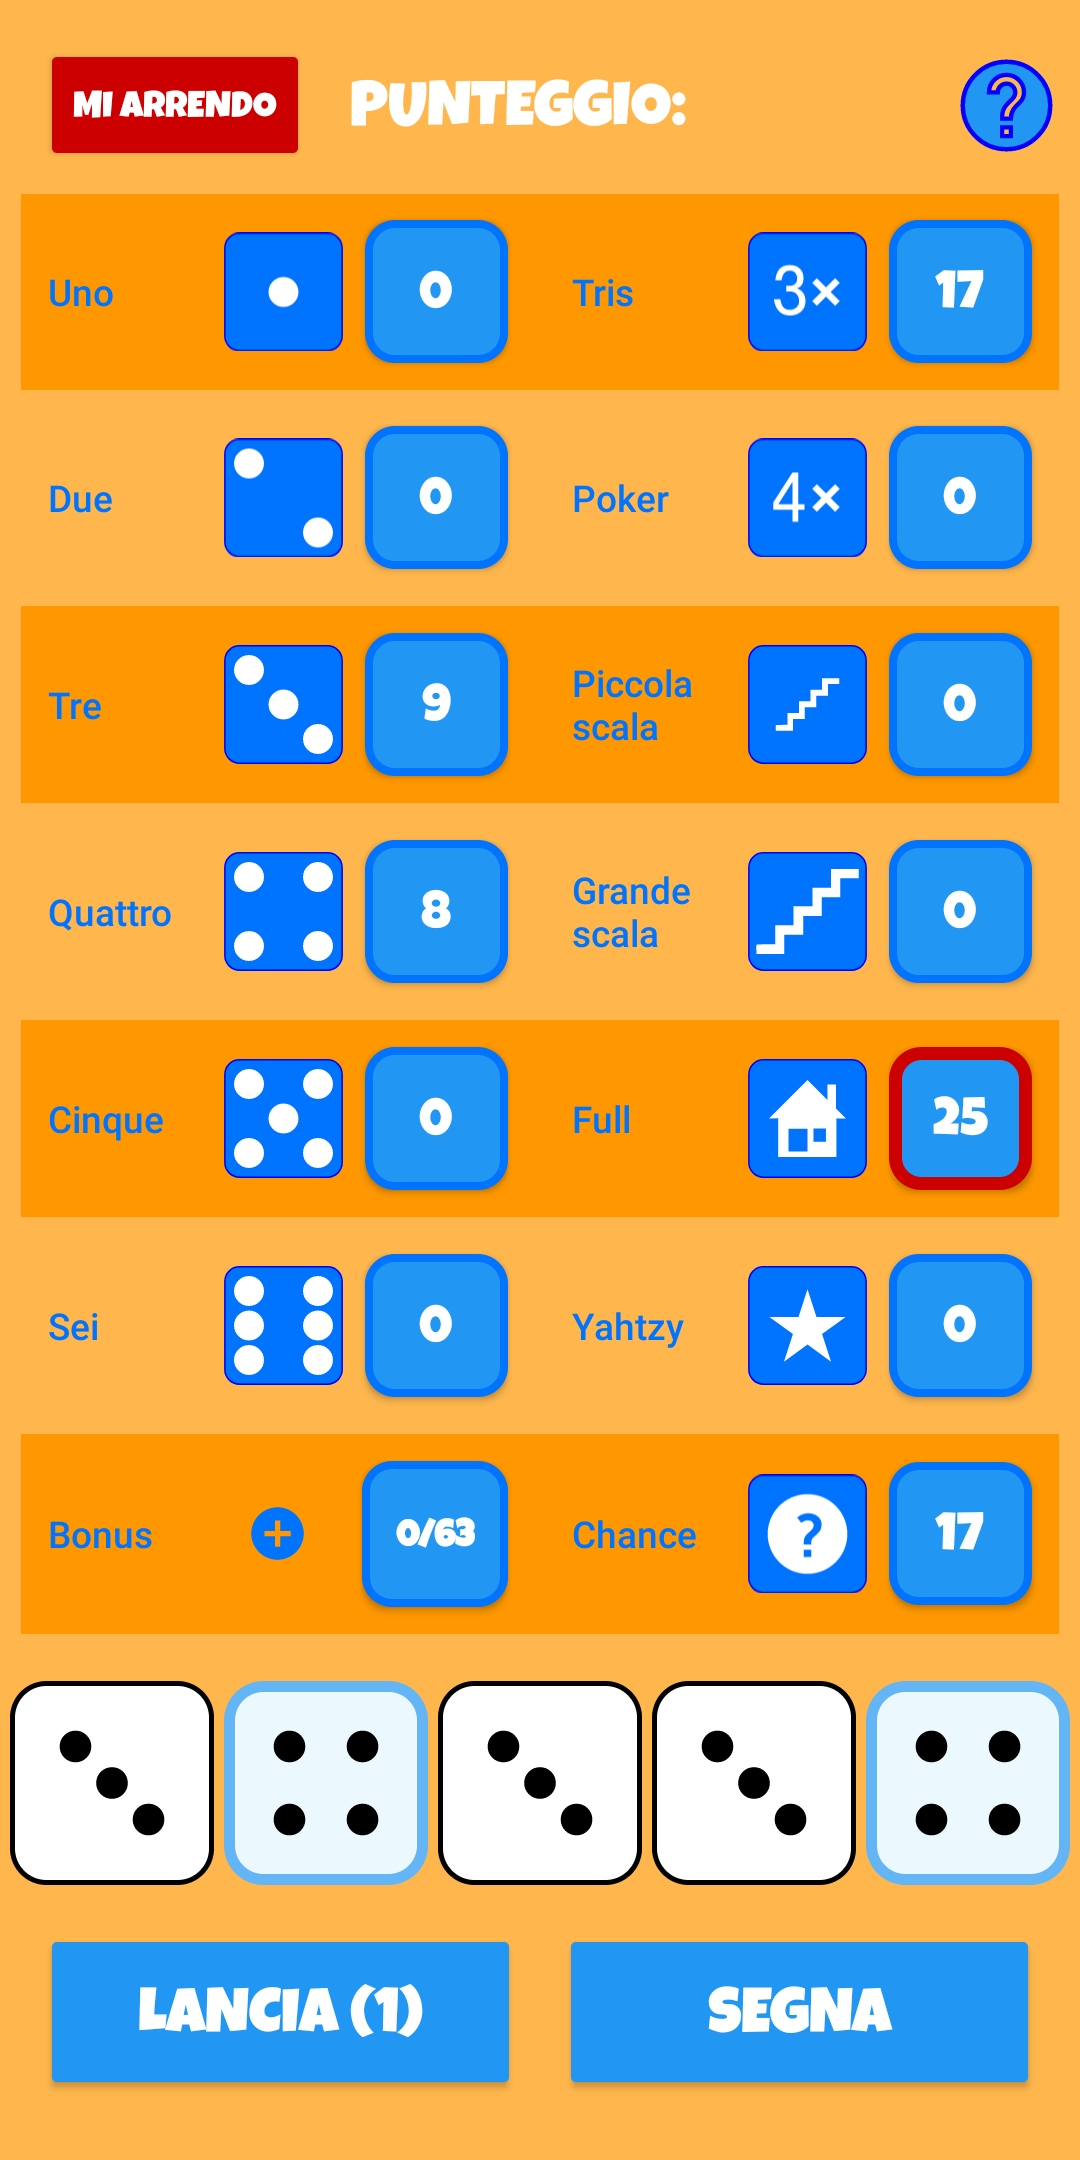 MI ARRENDO
PUNTEGGIO:
?
Uno
0
Tris
3×
17
Due
0
Poker
4×
0
Tre
9
Piccola
scala
0
Quattro
8
Grande
scala
0
Cinque
0
Full
25
Sei
0
Yahtzy
0
Bonus
+
0/63
Chance
?
17
LANCIA (1)
SEGNA